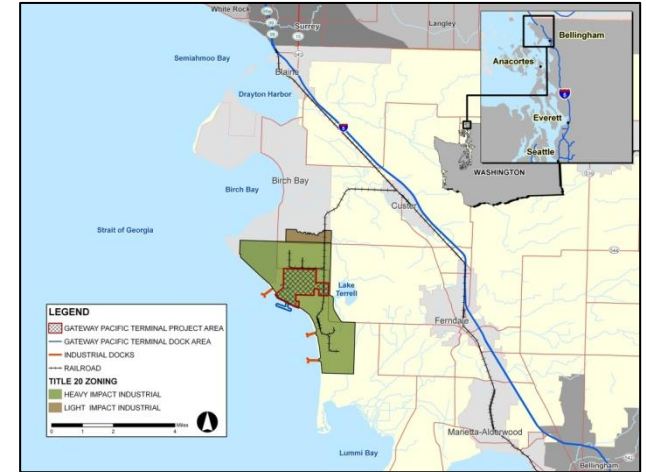 White Rock
Surrey
Langley
Semiahmoo Bay
Blaine
Drayton Harbor
Birch Bay
Birch Bay
Custer
Strait of Georgia
Lake
Terrell
Ferndale
Marietta-Alderwood
Lummi Bay
Bellingham
5
Bellingham
Anacortes
5
Everett
Seattle
WASHINGTON
LEGEND
GATEWAY PACIFIC TERMINAL PROJECT AREA
GATEWAY PACIFIC TERMINAL DOCK AREA
INDUSTRIAL DOCKS
RAILROAD
TITLE 20 ZONING
HEAVY IMPACT INDUSTRIAL
LIGHT IMPACT INDUSTRIAL
Miles
0 1 2 4